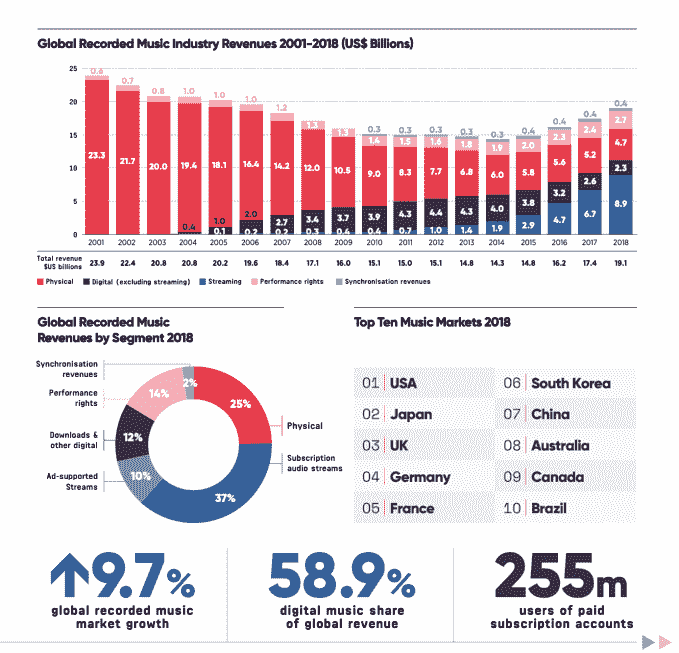 Global Recorded Music Industry Revenues 2001-2018 (US$ Billions)
25
20
15
10
5
0
0.6 0.7 0.8 1.0 1.0 1.0 1.2 1.3 1.3 0.3 0.3 0.3 0.3 0.3 0.4 0.4 0.4 0.4
1.4 1.5 1.6 1.8 1.9 2.0 2.3 2.4 2.7
23.3 21.7 20.0 19.4 18.1 16.4 14.2 12.0 10.5 9.0 8.3 7.7 6.8 6.0 5.8 5.6 5.2 4.7
0.4 1.0 2.0 2.7 3.4 3.7 3.9 4.3 4.4 4.3 4.0 3.8 3.2 2.6 2.3
0.1 0.2 0.2 0.3 0.4 0.4 0.7 1.0 1.4 1.9 2.9 4.7 6.7 8.9
2001 2002 2003 2004 2005 2006 2007 2008 2009 2010 2011 2012 2013 2014 2015 2016 2017 2018
Total revenue
$US billions
23.9 22.4 20.8 20.8 20.2 19.6 18.4 17.1 16.0 15.1 15.0 15.1 14.8 14.8 14.8 16.2 17.4 19.1
Physical Digital (excluding streaming) Streaming Performance rights Synchronisation revenues
Global Recorded Music
Revenues by Segment 2018
Synchronisation
revenues
Performance
rights
Downloads &
other digital
Ad-supported
Streams
2%
14%
12%
10%
25%
37%
Physical
Subscription
audio streams
Top Ten Music Markets 2018
01 USA
02 Japan
03 UK
04 Germany
05 France
06 South Korea
07 China
08 Australia
09 Canada
10 Brazil
9.7%
global recorded music
market growth
58.9%
digital music share
of global revenue
255m
users of paid
subscription accounts